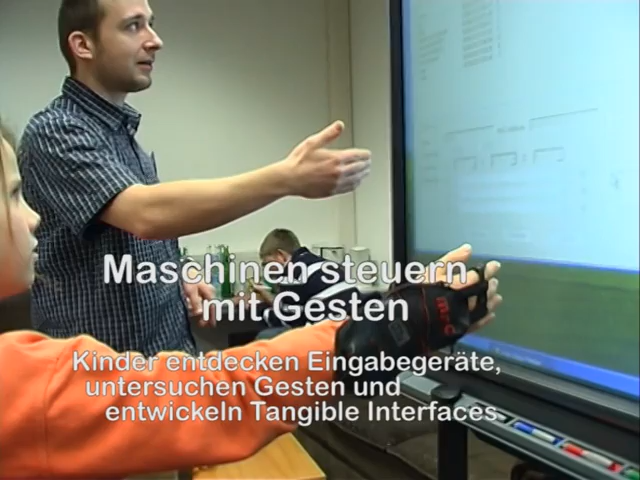 Maschinen steuern
mit Gesten
Kinder entdecken Eingabegeräte,
untersuchen Gesten und
entwickeln Tangible Interfaces